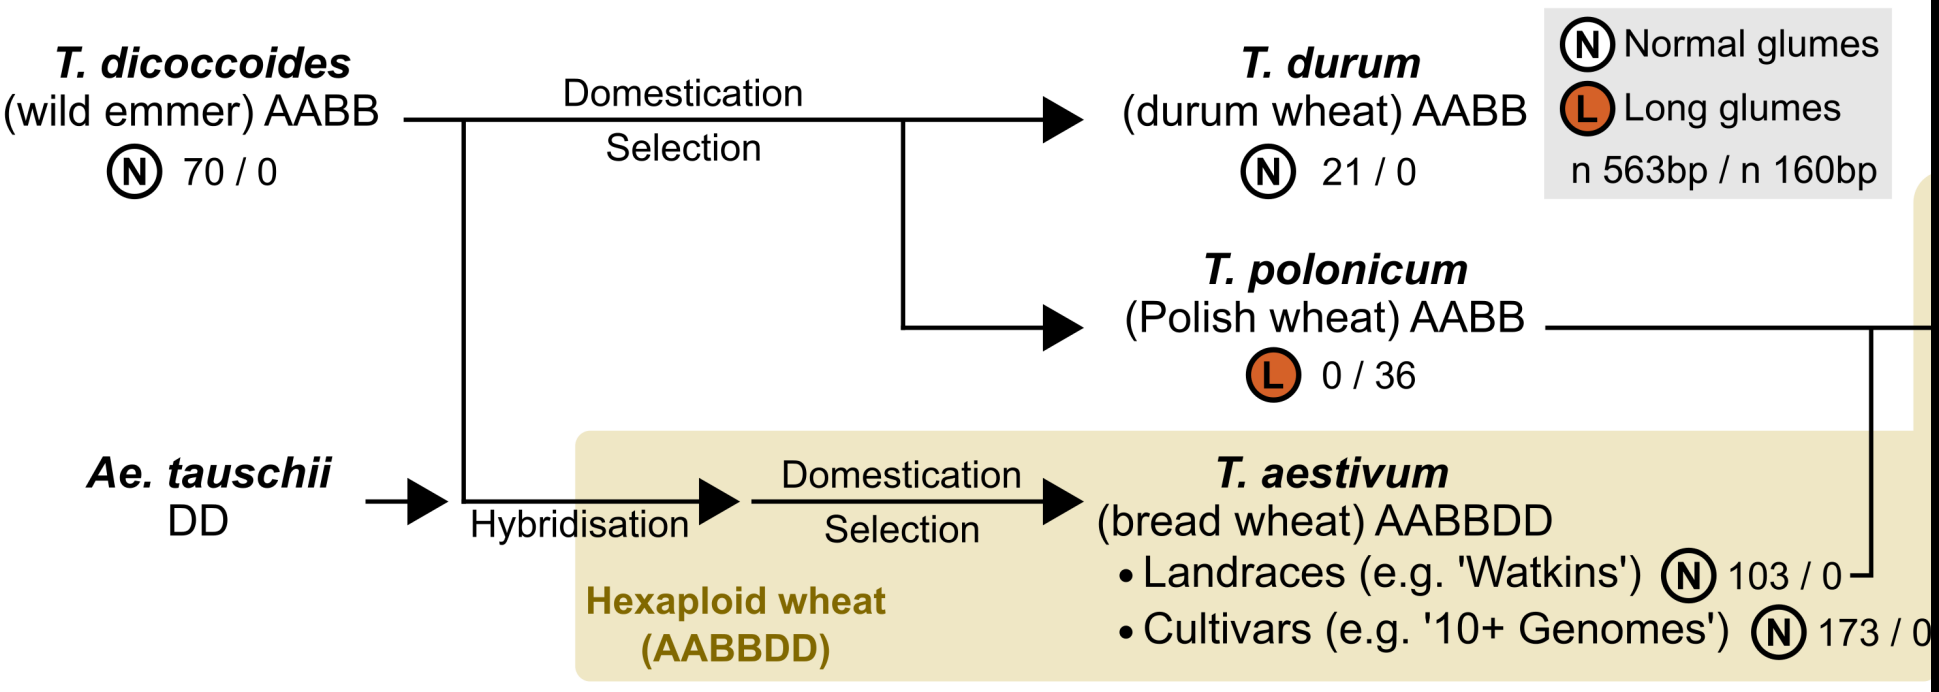 T. dicoccoides
(wild emmer) AABB
N 70 / 0
Domestication
Selection
T. durum
(durum wheat) AABB
N 21 / 0
N Normal glumes
L Long glumes
n 563bp / n 160bp
T. polonicum
(Polish wheat) AABB
L 0 / 36
Ae. tauschii
DD
Hybridisation
Domestication
Selection
T. aestivum
(bread wheat) AABBDD
• Landraces (e.g. 'Watkins') N 103 / 0
• Cultivars (e.g. '10+ Genomes') N 173 / 0
Hexaploid wheat
(AABBDD)